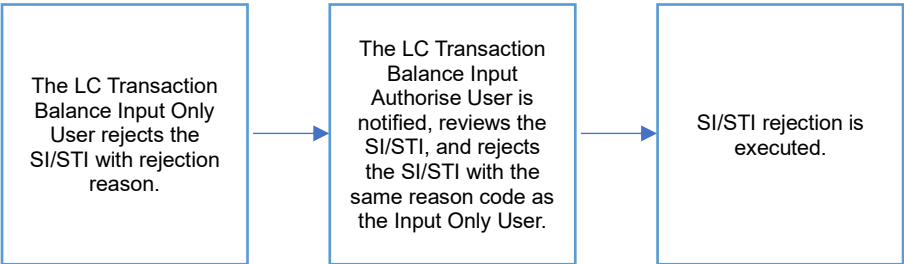 The LC Transaction
Balance Input Only
User rejects the
SI/STI with rejection
reason.
The LC Transaction
Balance Input
Authorise User is
notified, reviews the
SI/STI, and rejects
the SI/STI with the
same reason code as
the Input Only User.
SI/STI rejection is
executed.